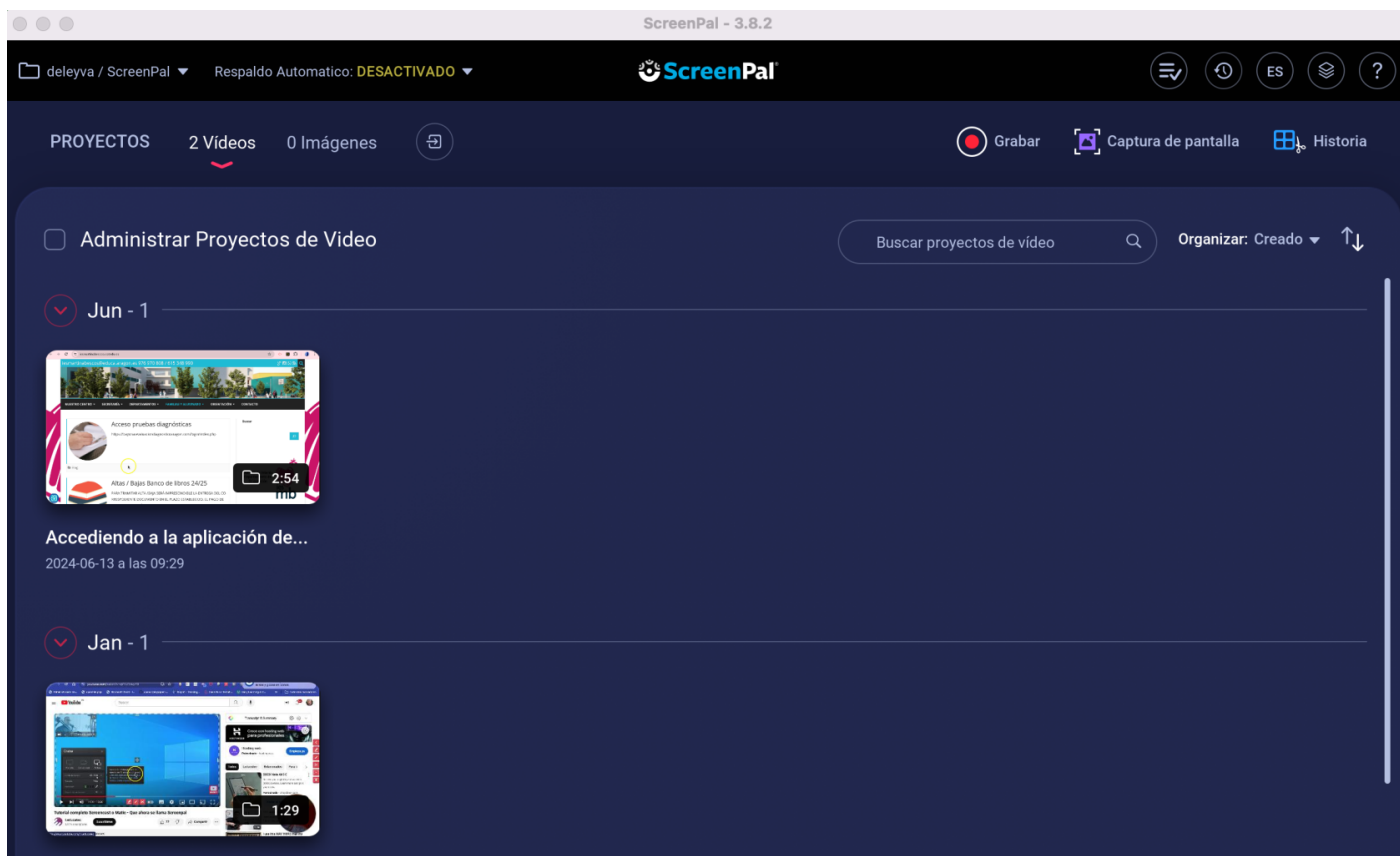 ScreenPal - 3.8.2
deleyva / ScreenPal
Respaldo Automatico: DESACTIVADO
ScreenPal
ES
?
PROYECTOS
2 Vídeos
0 Imágenes
Grabar
Captura de pantalla
Historia
Administrar Proyectos de Video
Buscar proyectos de vídeo
Organizar: Creado
Jun - 1
Acceso pruebas diagnósticas
Altas / Bajas Banco de libros 24/25
2:54
Accediendo a la aplicación de...
2024-06-13 a las 09:29
Jan - 1
YouTube
1:29